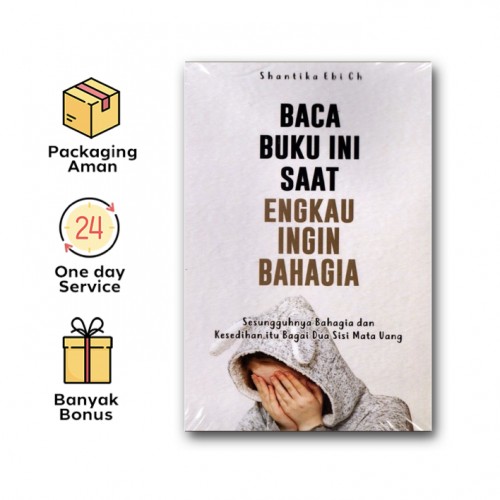 Packaging
Aman
24
One day
Service
Banyak
Bonus
Shantika Ebi Ch
BACA
BUKU INI
SAAT
ENGKAU
INGIN
BAHAGIA
Sesungguhnya Bahagia dan
Kesedihan itu Bagai Dua Sisi Mata Uang